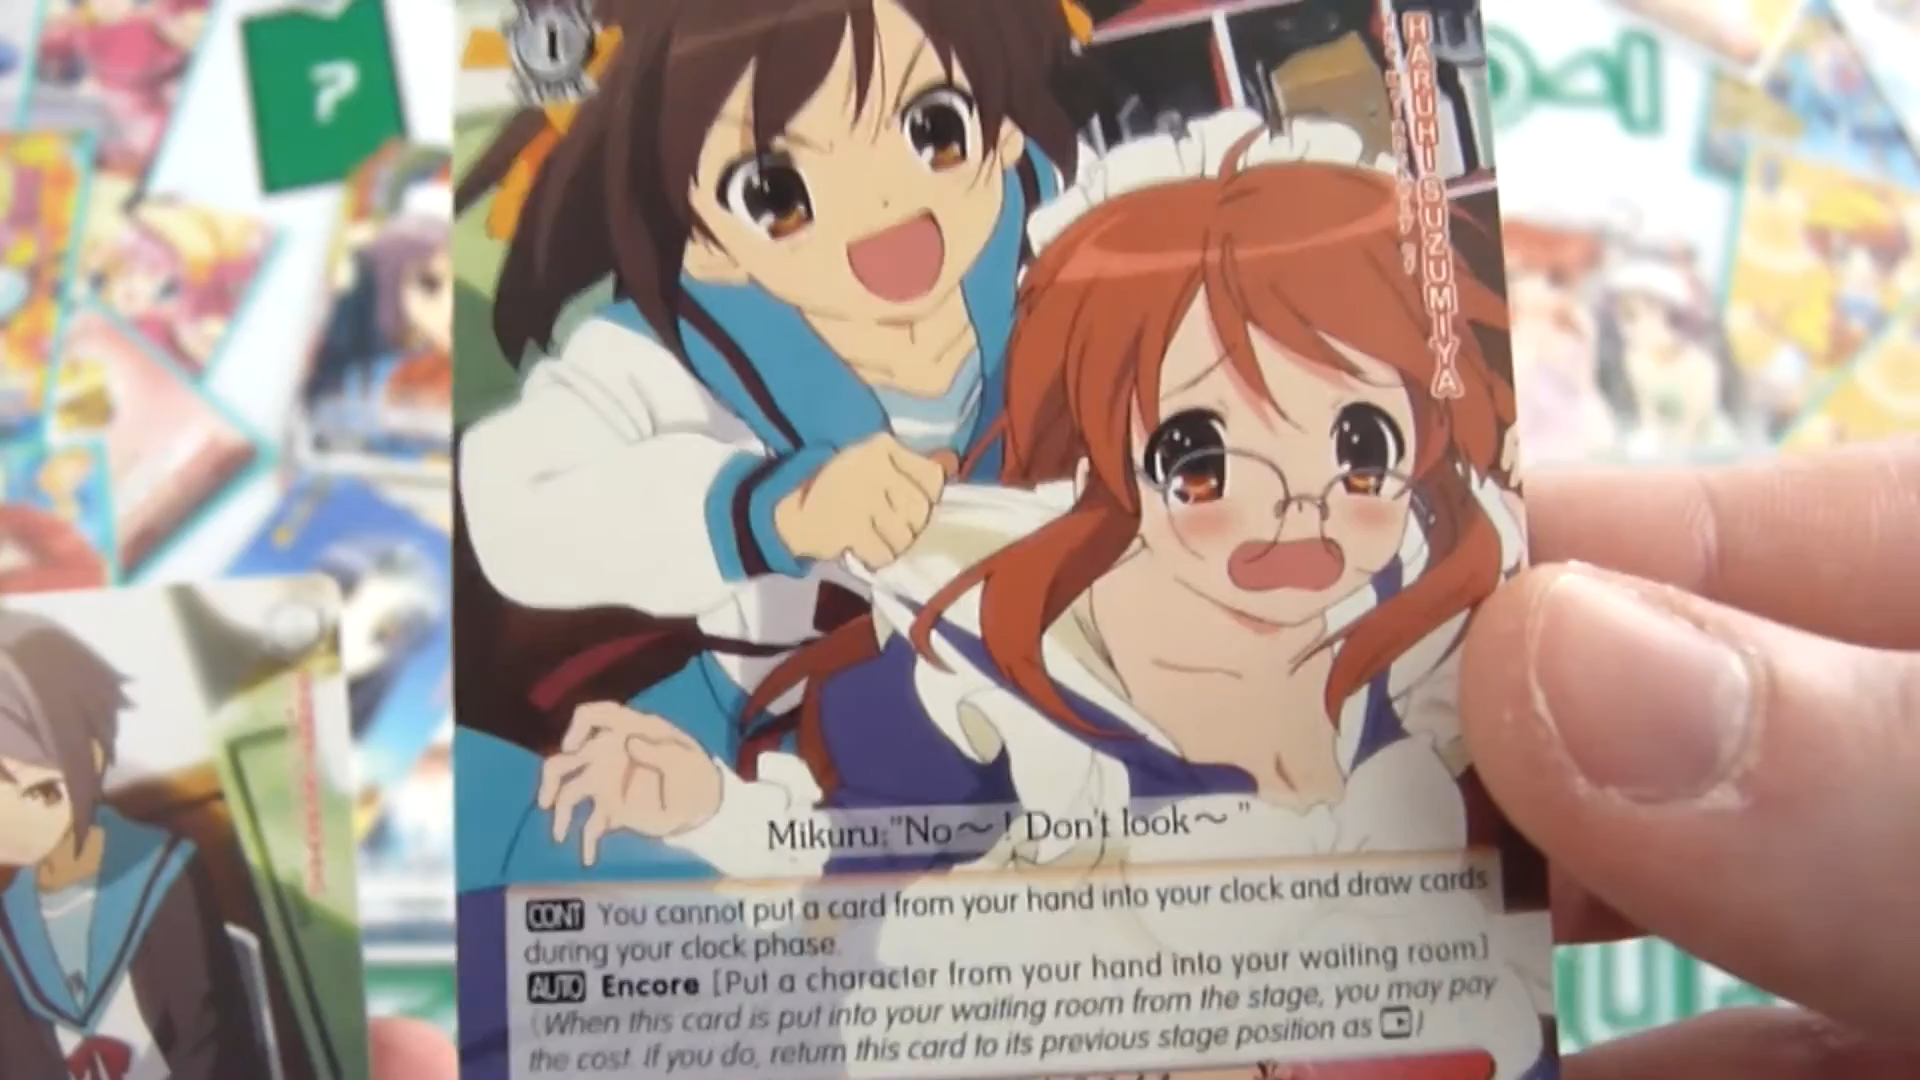 1
HARUHI SUZUMIYA
?
Mikuru:"No～! Don't look～"
CONT You cannot put a card from your hand into your clock and draw cards
during your clock phase.
AUTO Encore [Put a character from your hand into your waiting room]
(When this card is put into your waiting room from the stage, you may pay
the cost. If you do, return this card to its previous stage position as )